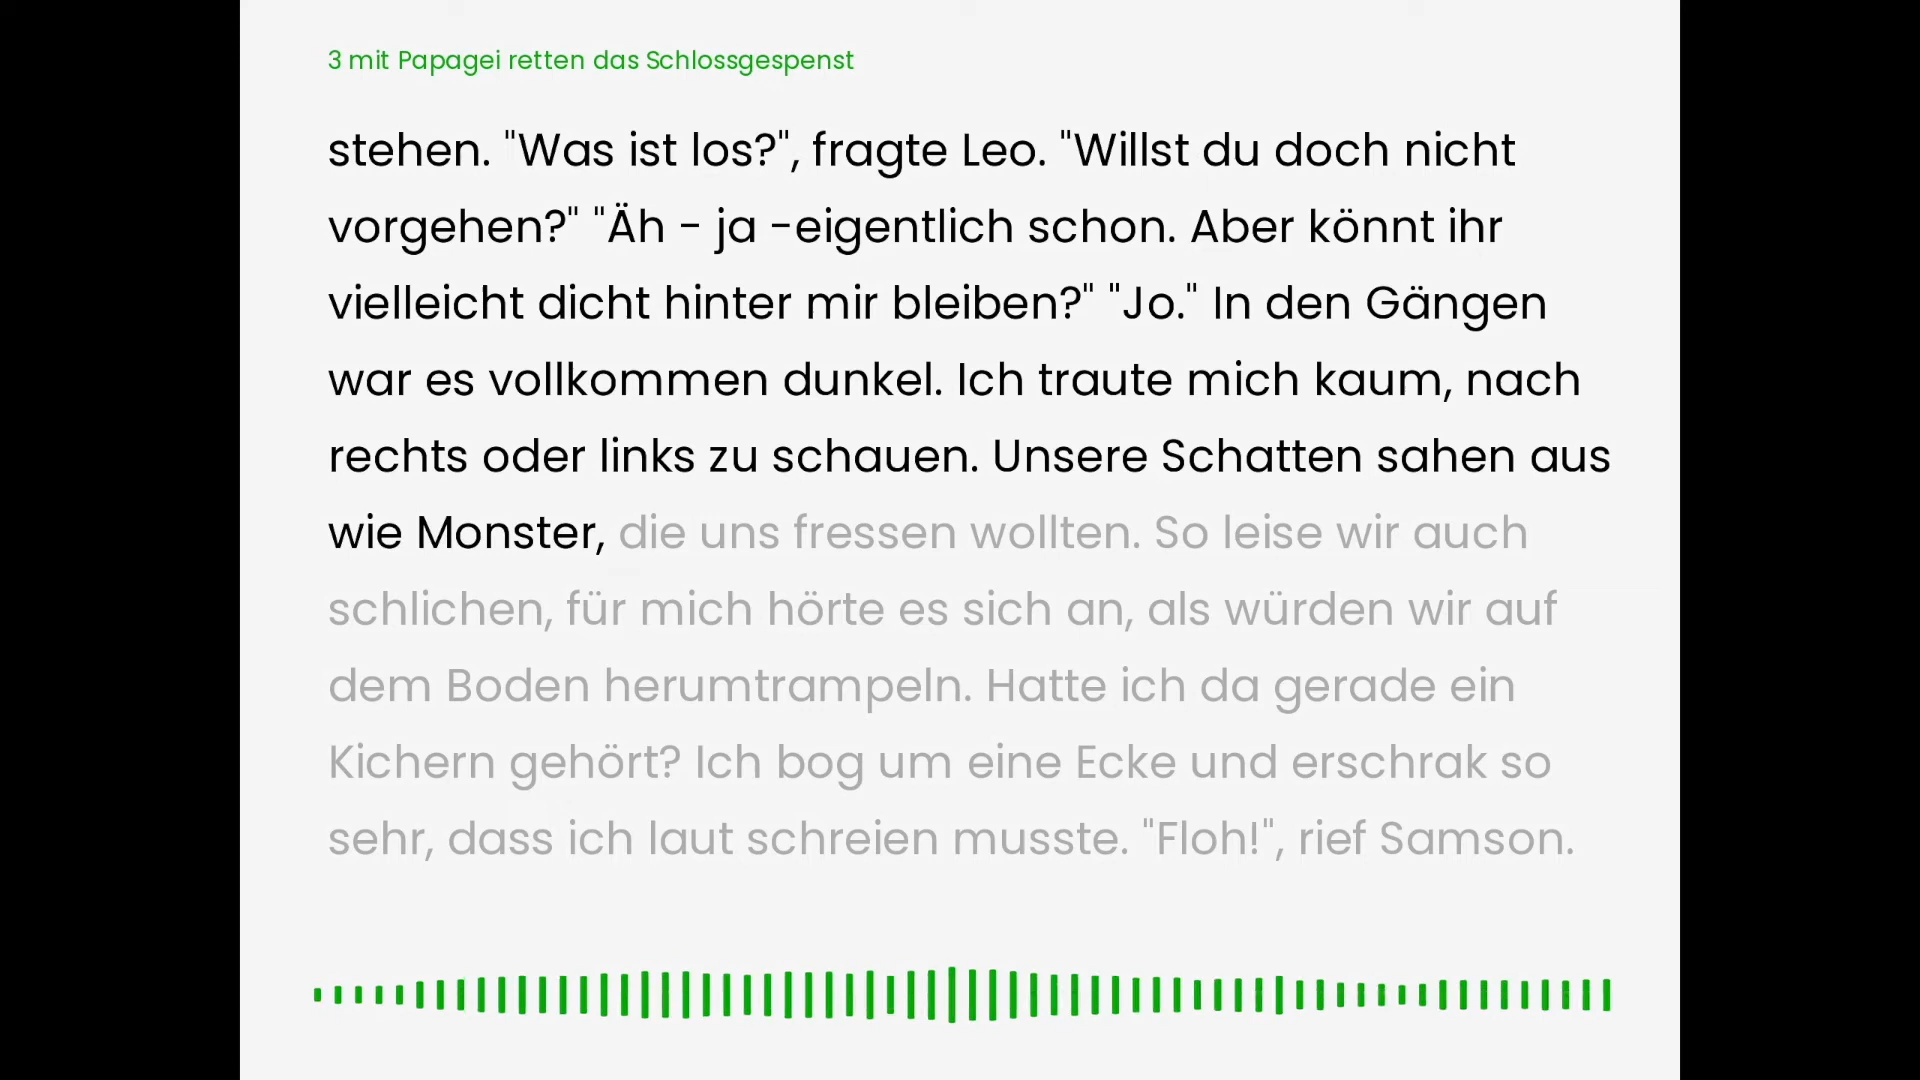 3 mit Papagei retten das Schlossgespenst
stehen. "Was ist los?", fragte Leo. "Willst du doch nicht
vorgehen?" "Äh - ja -eigentlich schon. Aber könnt ihr
vielleicht dicht hinter mir bleiben?" "Jo." In den Gängen
war es vollkommen dunkel. Ich traute mich kaum, nach
rechts oder links zu schauen. Unsere Schatten sahen aus
wie Monster, die uns fressen wollten. So leise wir auch
schlichen, für mich hörte es sich an, als würden wir auf
dem Boden herumtrampeln. Hatte ich da gerade ein
Kichern gehört? Ich bog um eine Ecke und erschrak so
sehr, dass ich laut schreien musste. "Floh!", rief Samson.